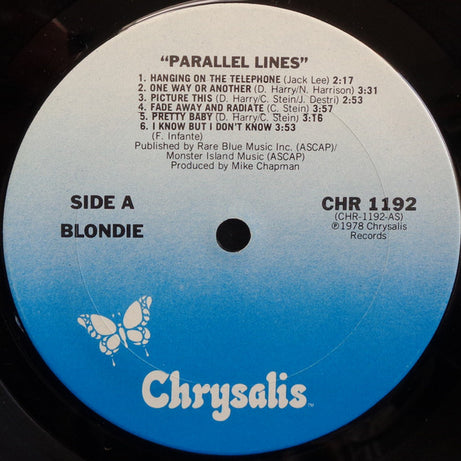 "PARALLEL LINES"
1. HANGING ON THE TELEPHONE (Jack Lee) 2:17
2. ONE WAY OR ANOTHER (D. Harry/N. Harrison) 3:31
3. PICTURE THIS (D. Harry/C. Stein/J. Destri) 2:53
4. FADE AWAY AND RADIATE (C. Stein) 3:57
5. PRETTY BABY (D. Harry/C. Stein) 3:16
6. I KNOW BUT I DON'T KNOW 3:53
(F. Infante)
Published by Rare Blue Music Inc. (ASCAP)/
Monster Island Music (ASCAP)
Produced by Mike Chapman
SIDE A
BLONDIE
CHR 1192
(CHR-1192-AS)
℗1978 Chrysalis
Records
Chrysalis™